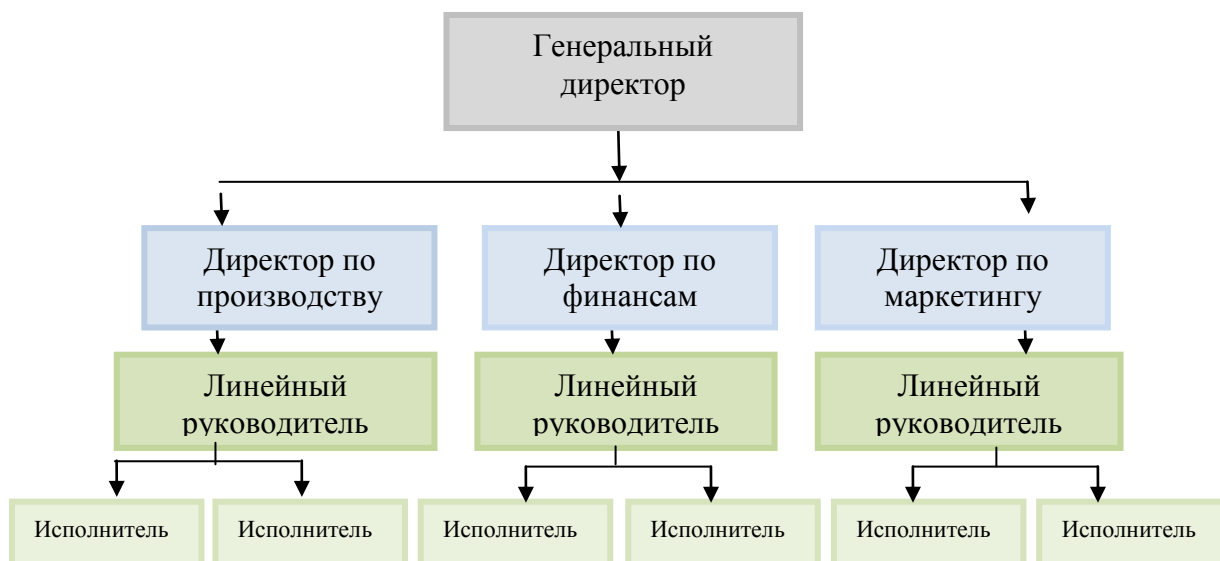 Генеральный
директор
Директор по
производству
Директор по
финансам
Директор по
маркетингу
Линейный
руководитель
Линейный
руководитель
Линейный
руководитель
Исполнитель
Исполнитель
Исполнитель
Исполнитель
Исполнитель
Исполнитель